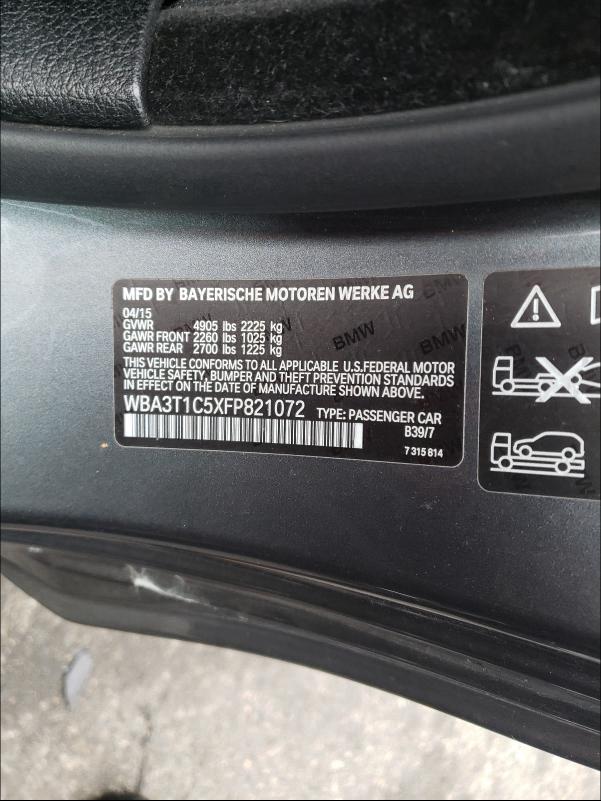 MFD BY BAYERISCHE MOTOREN WERKE AG
04/15
GVWR 4905 lbs 2225 kg
GAWR FRONT 2260 lbs 1025 kg
GAWR REAR 2700 lbs 1225 kg
THIS VEHICLE CONFORMS TO ALL APPLICABLE U.S.FEDERAL MOTOR
VEHICLE SAFETY, BUMPER, AND THEFT PREVENTION STANDARDS IN
EFFECT ON THE DATE OF MANUFACTURE SHOWN ABOVE.
WBA3T1C5XFP821072 TYPE: PASSENGER CAR
B39/7
7 315 814